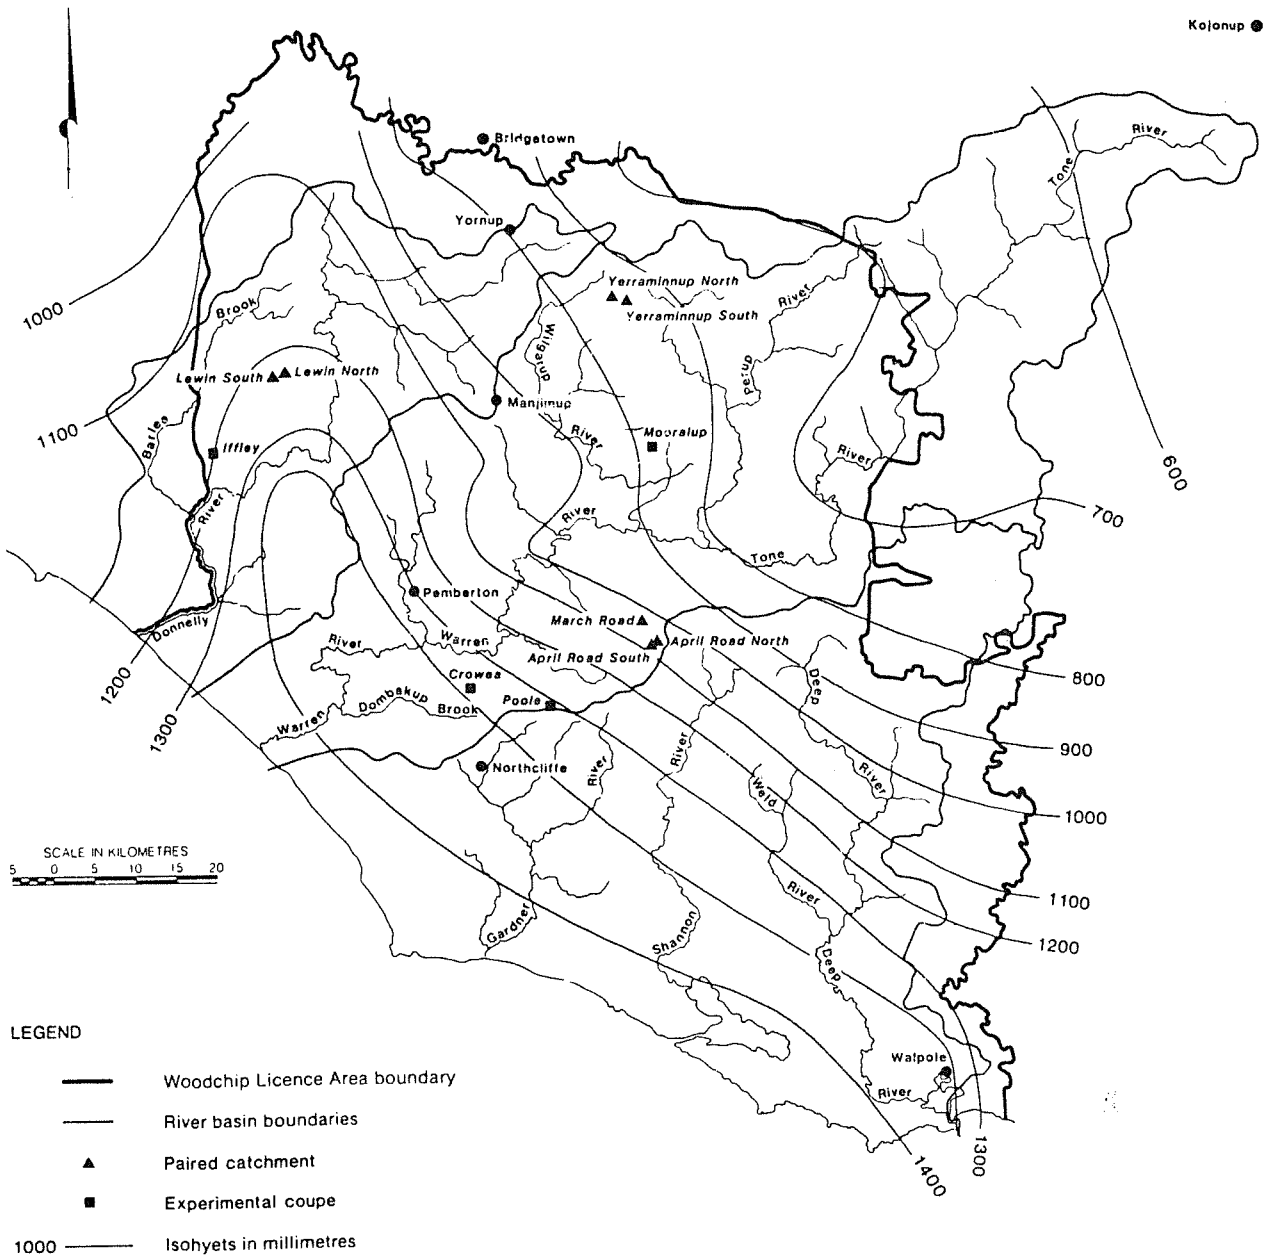 Kojonup
Bridgetown
River
Tone
Yornup
Yerraminnup North
River
1000
Brook
Yerraminnup South
Wilgarup
Perup
Lewin South
Lewin North
Manjimup
1100
Barlee
Iffley
River
Mooralup
River
600
River
River
700
Tone
Pemberton
March Road
Donnelly
River
Warren
April Road North
April Road South
Deep
1200
Crowea
800
Dombakup
Brook
Poole
1300
Warren
River
900
Northcliffe
River
Weld
River
1000
SCALE IN KILOMETRES
5 0 5 10 15 20
River
1100
Gardner
Shannon
1200
Deep
LEGEND
Walpole
Woodchip Licence Area boundary
River
River basin boundaries
1300
Paired catchment
1400
Experimental coupe
1000
Isohyets in millimetres